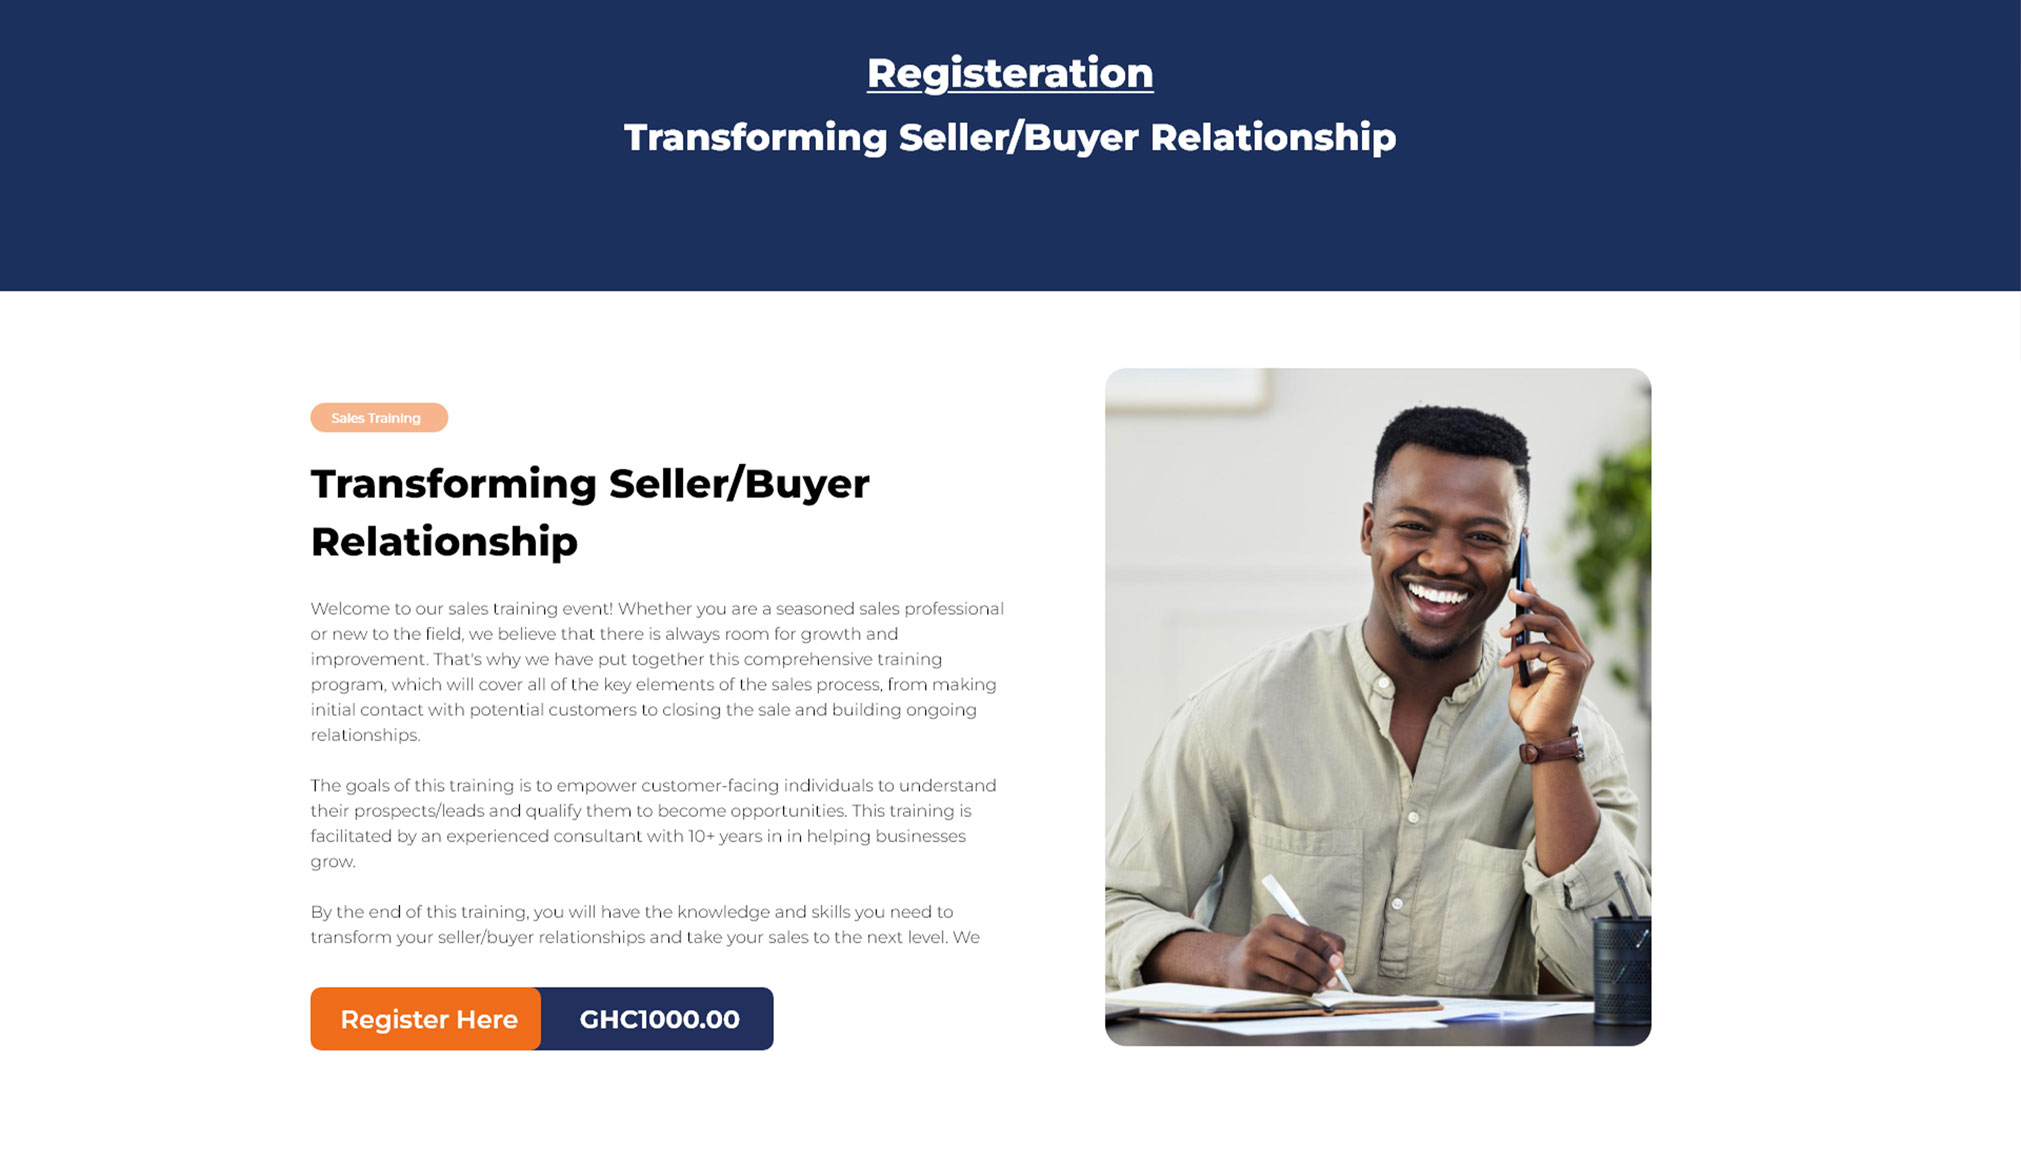 Registeration
Transforming Seller/Buyer Relationship
Sales Training
Transforming Seller/Buyer
Relationship
Welcome to our sales training event! Whether you are a seasoned sales professional
or new to the field, we believe that there is always room for growth and
improvement. That's why we have put together this comprehensive training
program, which will cover all of the key elements of the sales process, from making
initial contact with potential customers to closing the sale and building ongoing
relationships.
The goals of this training is to empower customer-facing individuals to understand
their prospects/leads and qualify them to become opportunities. This training is
facilitated by an experienced consultant with 10+ years in in helping businesses
grow.
By the end of this training, you will have the knowledge and skills you need to
transform your seller/buyer relationships and take your sales to the next level. We
Register Here GHC1000.00